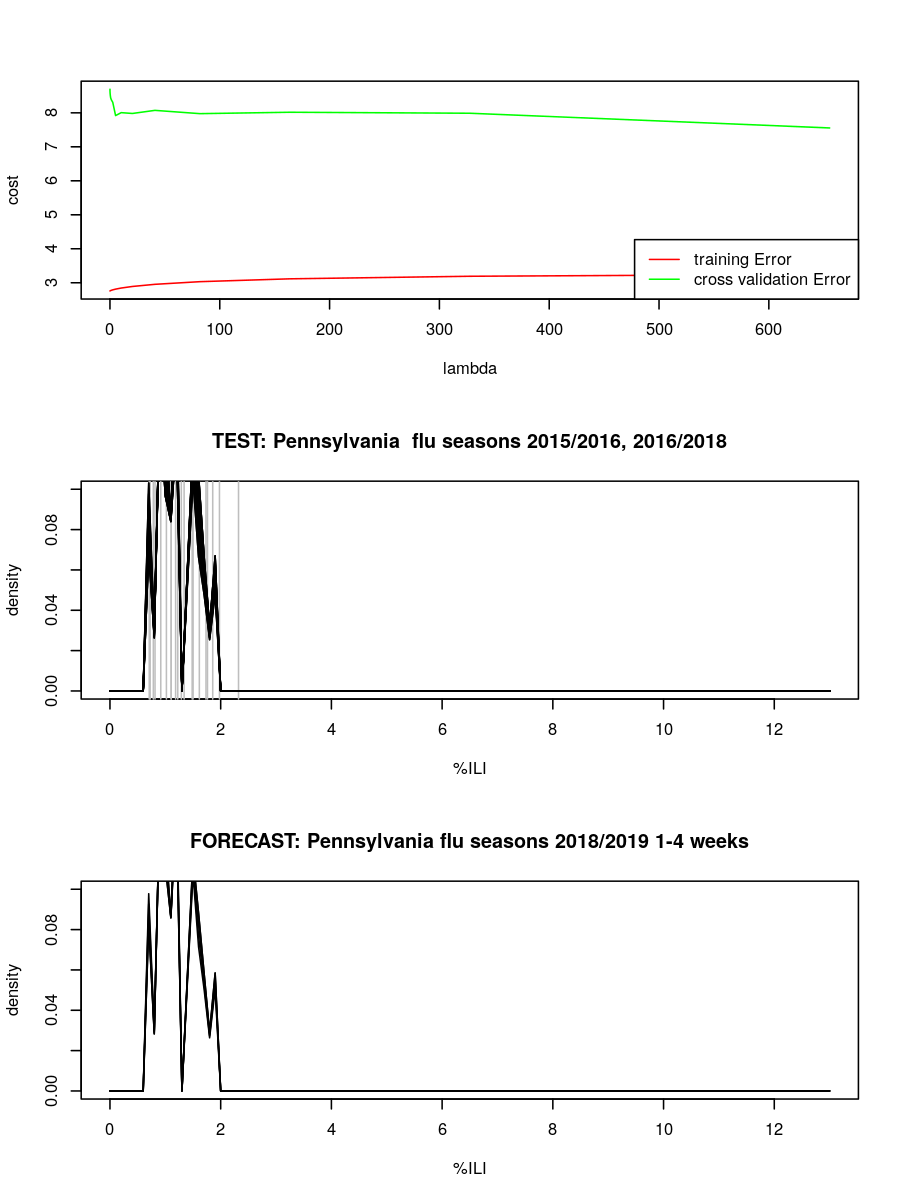 8
7
6
5
4
3
cost
training Error
cross validation Error
0 100 200 300 400 500 600
lambda
TEST: Pennsylvania  flu seasons 2015/2016, 2016/2018
0.08
0.04
0.00
density
0 2 4 6 8 10 12
%ILI
FORECAST: Pennsylvania flu seasons 2018/2019 1-4 weeks
0.08
0.04
0.00
density
0 2 4 6 8 10 12
%ILI